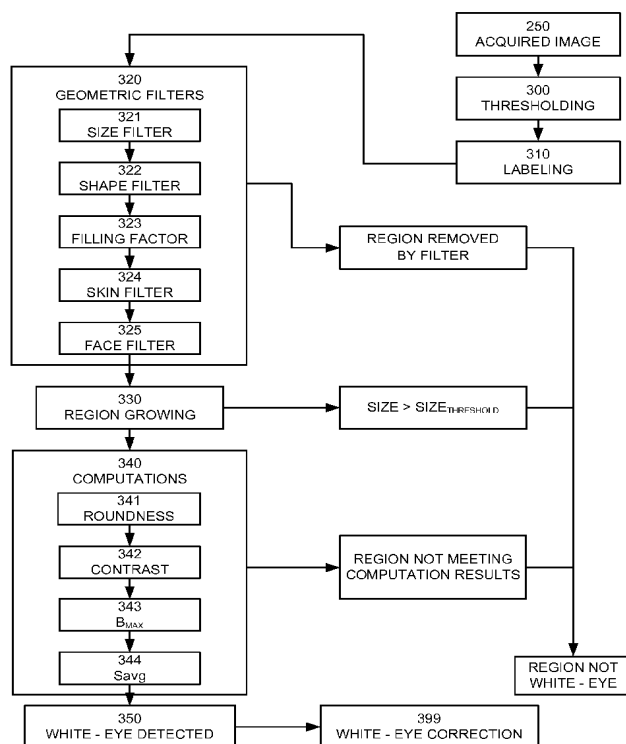 250
ACQUIRED IMAGE
300
THRESHOLDING
310
LABELING
320
GEOMETRIC FILTERS
321
SIZE FILTER
322
SHAPE FILTER
323
FILLING FACTOR
324
SKIN FILTER
325
FACE FILTER
REGION REMOVED
BY FILTER
330
REGION GROWING
SIZE > SIZETHRESHOLD
340
COMPUTATIONS
341
ROUNDNESS
342
CONTRAST
343
BMAX
344
Savg
REGION NOT MEETING
COMPUTATION RESULTS
REGION NOT
WHITE - EYE
350
WHITE - EYE DETECTED
399
WHITE - EYE CORRECTION